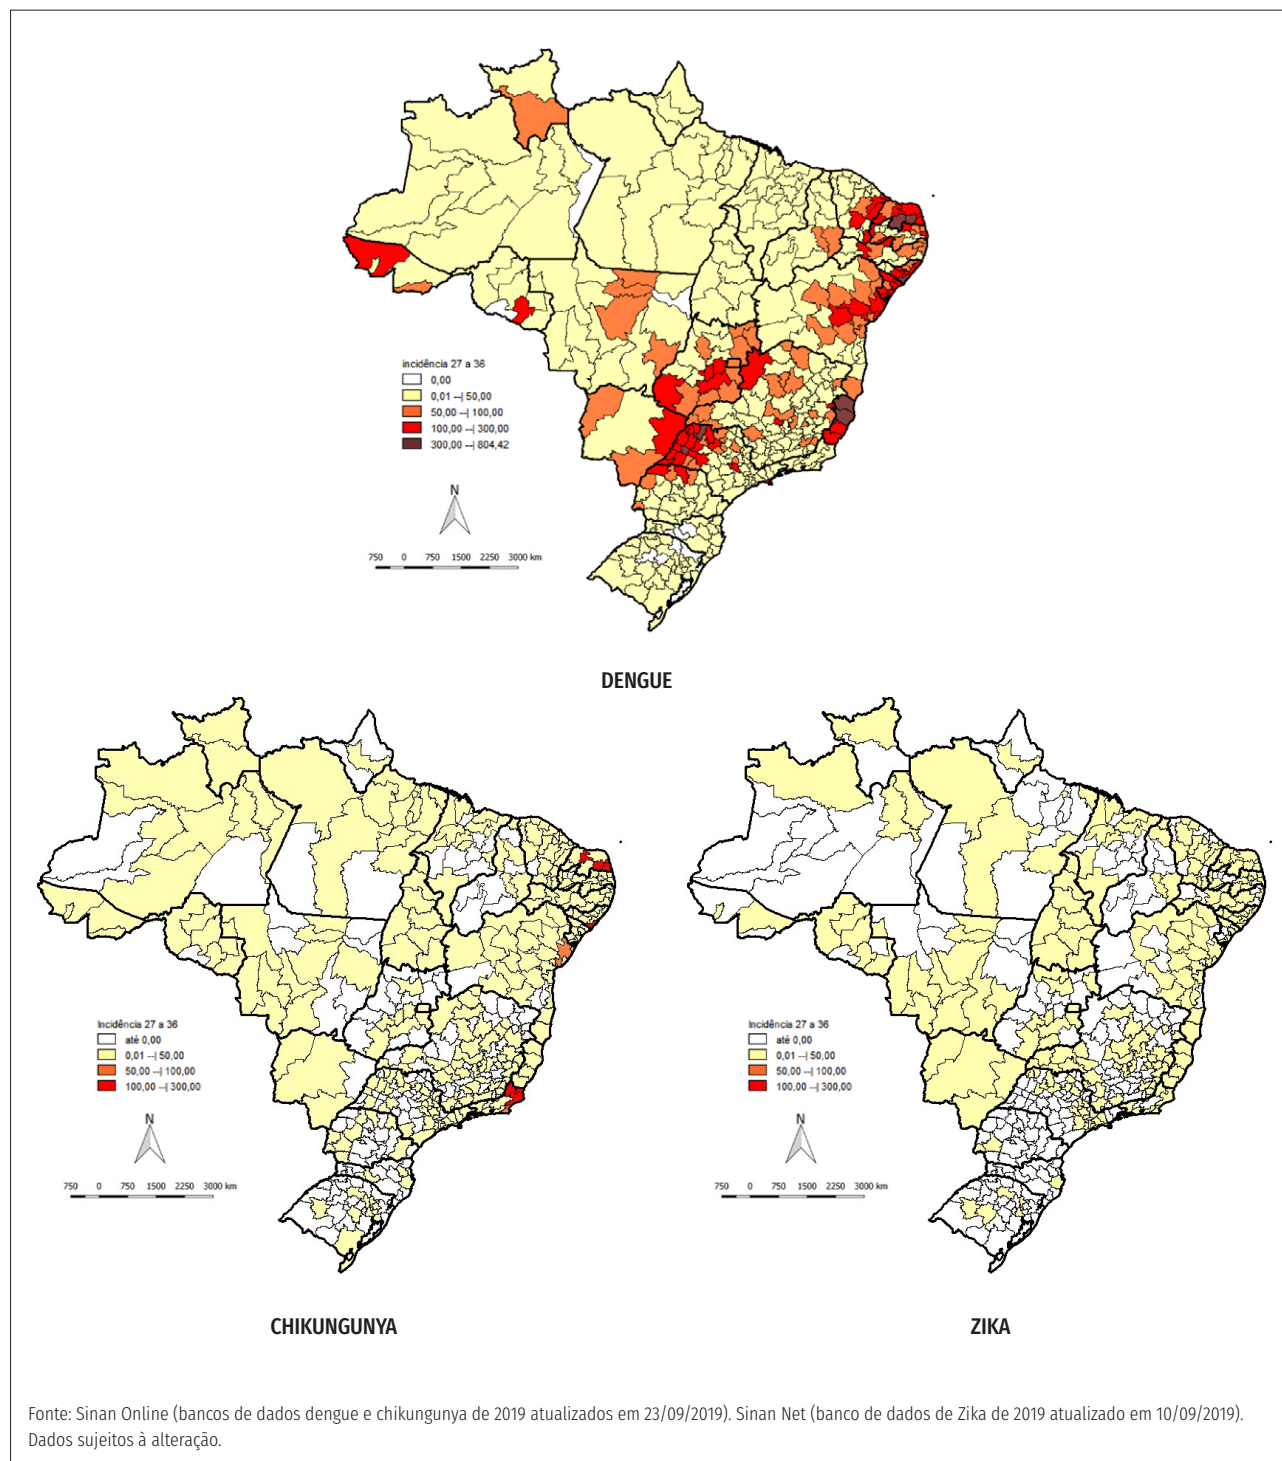 incidência 27 a 36
0,00
0,01 --| 50,00
50,00 --| 100,00
100,00 --| 300,00
300,00 --| 804,42
N
750 0 750 1500 2250 3000 km
DENGUE
Incidência 27 a 36
até 0,00
0,01 --| 50,00
50,00 --| 100,00
100,00 --| 300,00
N
750 0 750 1500 2250 3000 km
CHIKUNGUNYA
Incidência 27 a 36
até 0,00
0,01 --| 50,00
50,00 --| 100,00
100,00 --| 300,00
N
750 0 750 1500 2250 3000 km
ZIKA
Fonte: Sinan Online (bancos de dados dengue e chikungunya de 2019 atualizados em 23/09/2019). Sinan Net (banco de dados de Zika de 2019 atualizado em 10/09/2019).
Dados sujeitos à alteração.